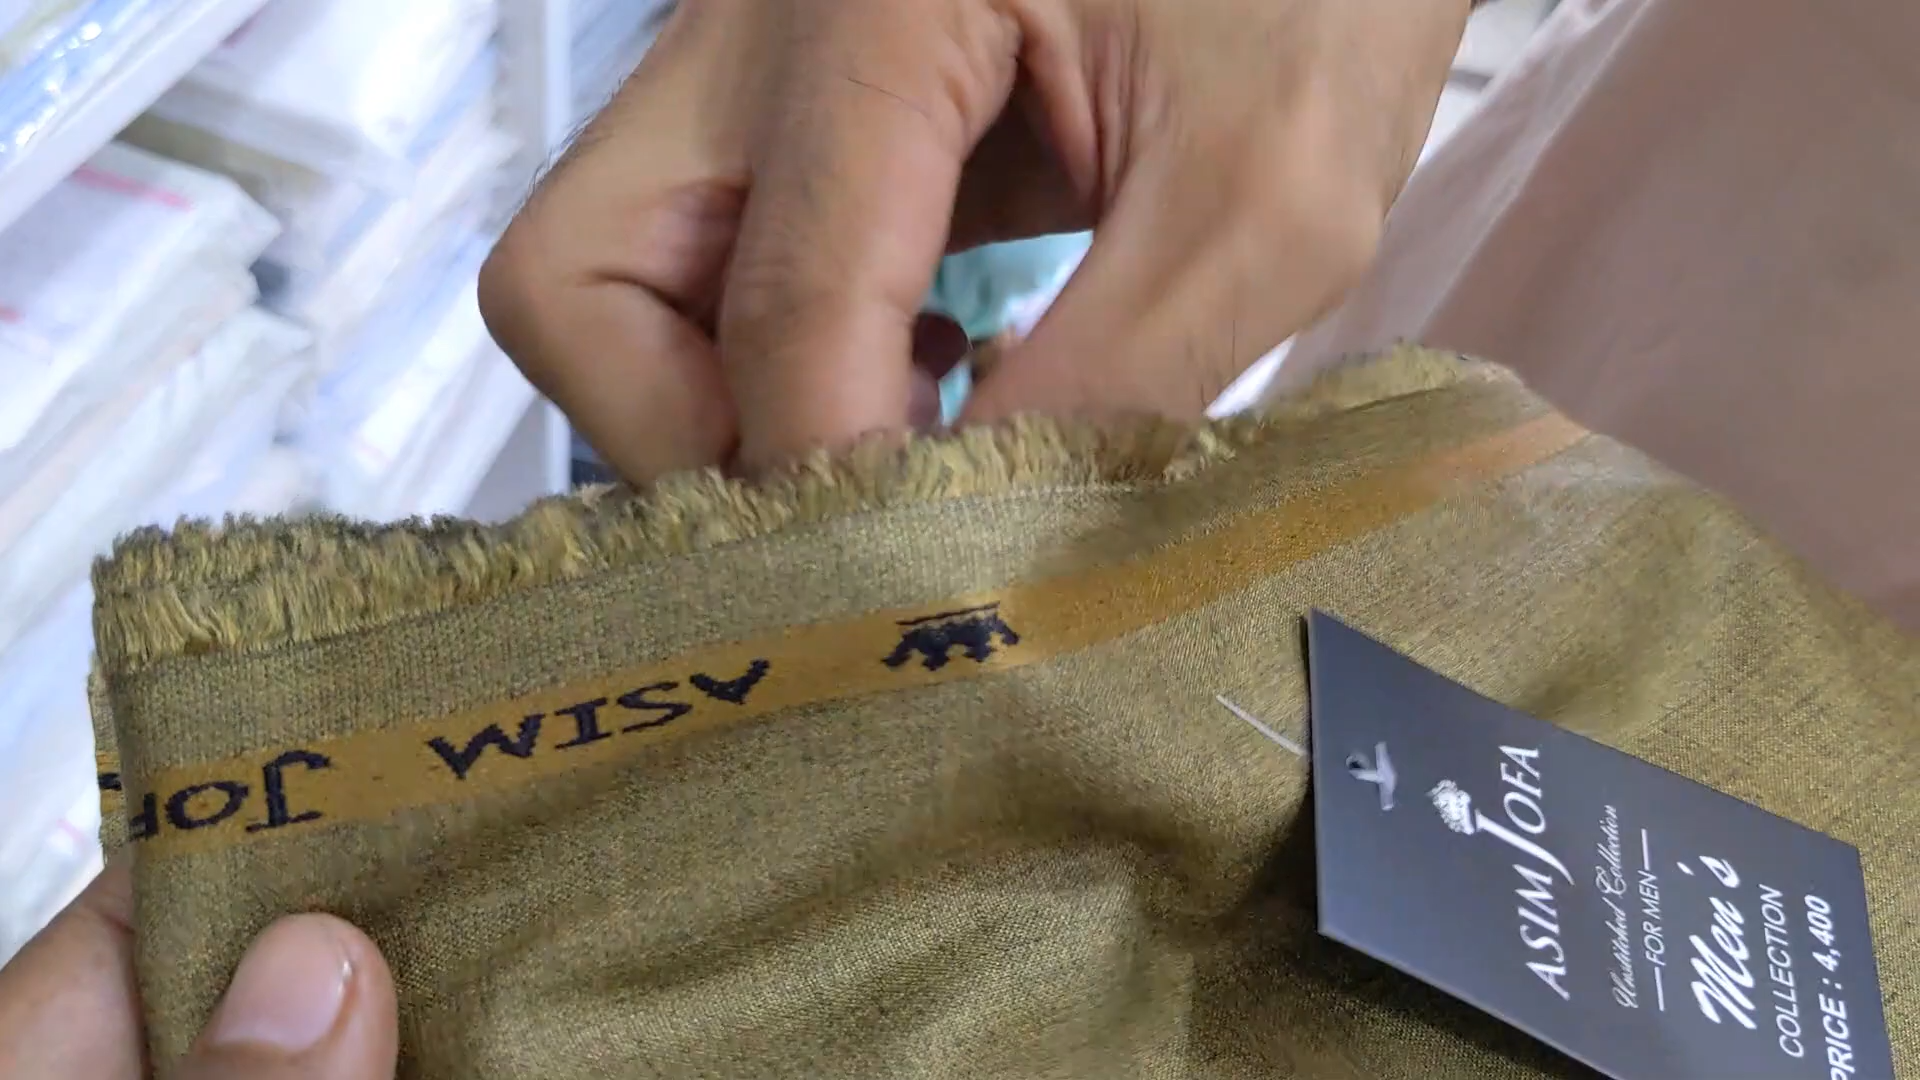 ASIM JOF
ASIM JOFA
Unstitched Collection
FOR MEN
Men's
COLLECTION
PRICE : 4,400